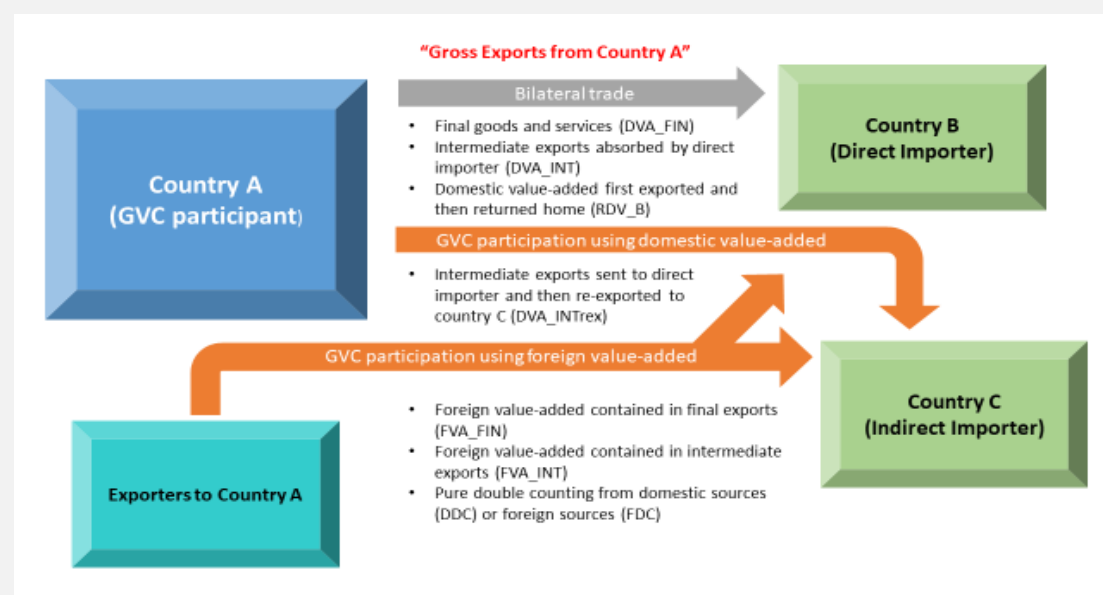 “Gross Exports from Country A”
Bilateral trade
Country A
(GVC participant)
• Final goods and services (DVA_FIN)
• Intermediate exports absorbed by direct
importer (DVA_INT)
• Domestic value-added first exported and
then returned home (RDV_B)
Country B
(Direct Importer)
GVC participation using domestic value-added
• Intermediate exports sent to direct
importer and then re-exported to
country C (DVA_INTrex)
GVC participation using foreign value-added
Exporters to Country A
• Foreign value-added contained in final exports
(FVA_FIN)
• Foreign value-added contained in intermediate
exports (FVA_INT)
• Pure double counting from domestic sources
(DDC) or foreign sources (FDC)
Country C
(Indirect Importer)